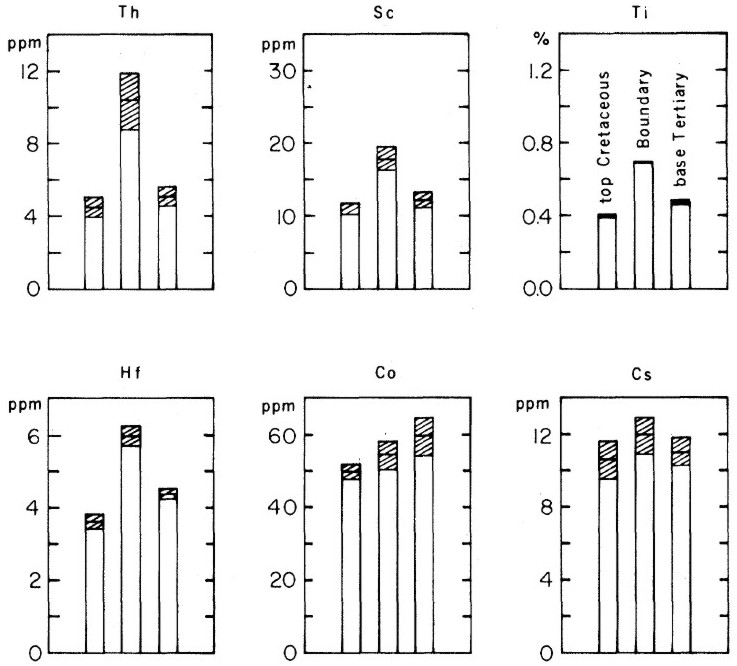 Th
ppm
12
8
4
0
Sc
ppm
30
20
10
0
Ti
%
1.2
0.8
0.4
0.0
top Cretaceous
Boundary
base Tertiary
Hf
ppm
6
4
2
0
Co
ppm
60
40
20
0
Cs
ppm
12
8
4
0